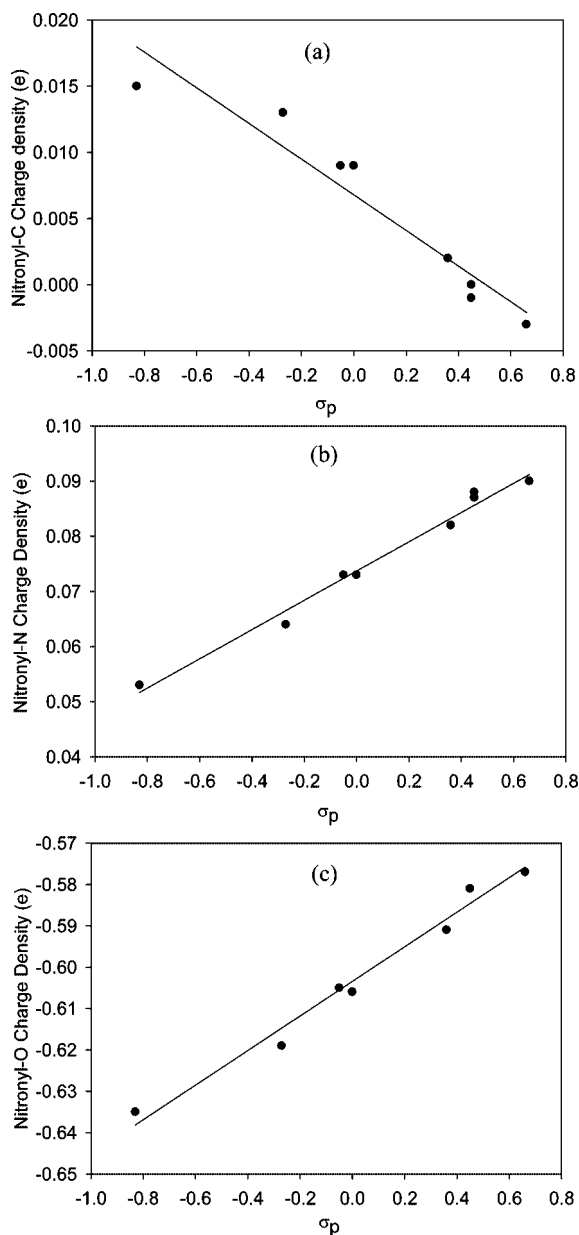 (a)
Nitronyl-C Charge density (e)
0.020
0.015
0.010
0.005
0.000
-0.005
-1.0 -0.8 -0.6 -0.4 -0.2 0.0 0.2 0.4 0.6 0.8
σp
(b)
Nitronyl-N Charge Density (e)
0.10
0.09
0.08
0.07
0.06
0.05
0.04
-1.0 -0.8 -0.6 -0.4 -0.2 0.0 0.2 0.4 0.6 0.8
σp
(c)
Nitronyl-O Charge Density (e)
-0.57
-0.58
-0.59
-0.60
-0.61
-0.62
-0.63
-0.64
-0.65
-1.0 -0.8 -0.6 -0.4 -0.2 0.0 0.2 0.4 0.6 0.8
σp